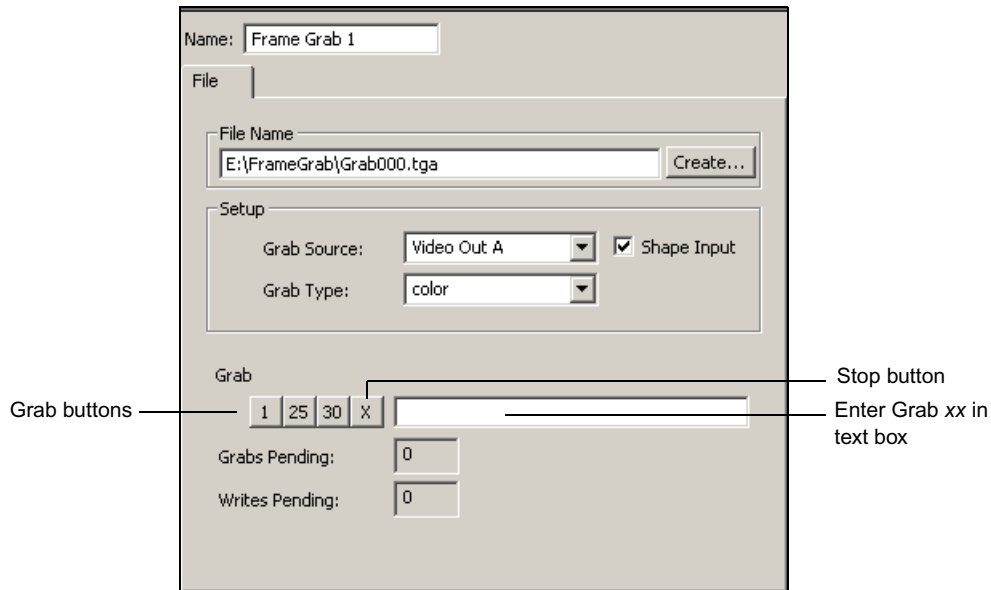 Name: Frame Grab 1
File
File Name
E:\FrameGrab\Grab000.tga Create...
Setup
Grab Source: Video Out A Shape Input
Grab Type: color
Grab
Stop button
Grab buttons 1 25 30 X Enter Grab xx in
text box
Grabs Pending: 0
Writes Pending: 0